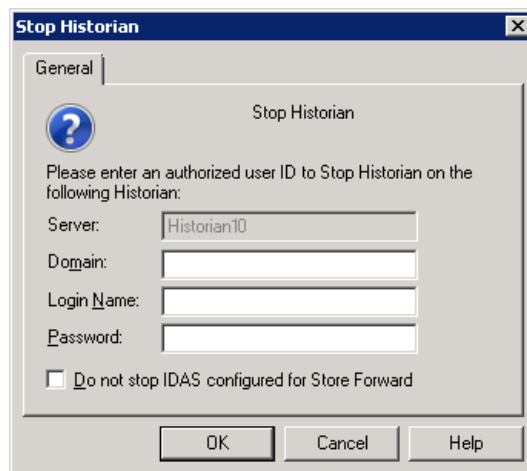 Stop Historian
General
Stop Historian
Please enter an authorized user ID to Stop Historian on the
following Historian:
Server: Historian10
Domain:
Login Name:
Password:
Do not stop IDAS configured for Store Forward
OK Cancel Help